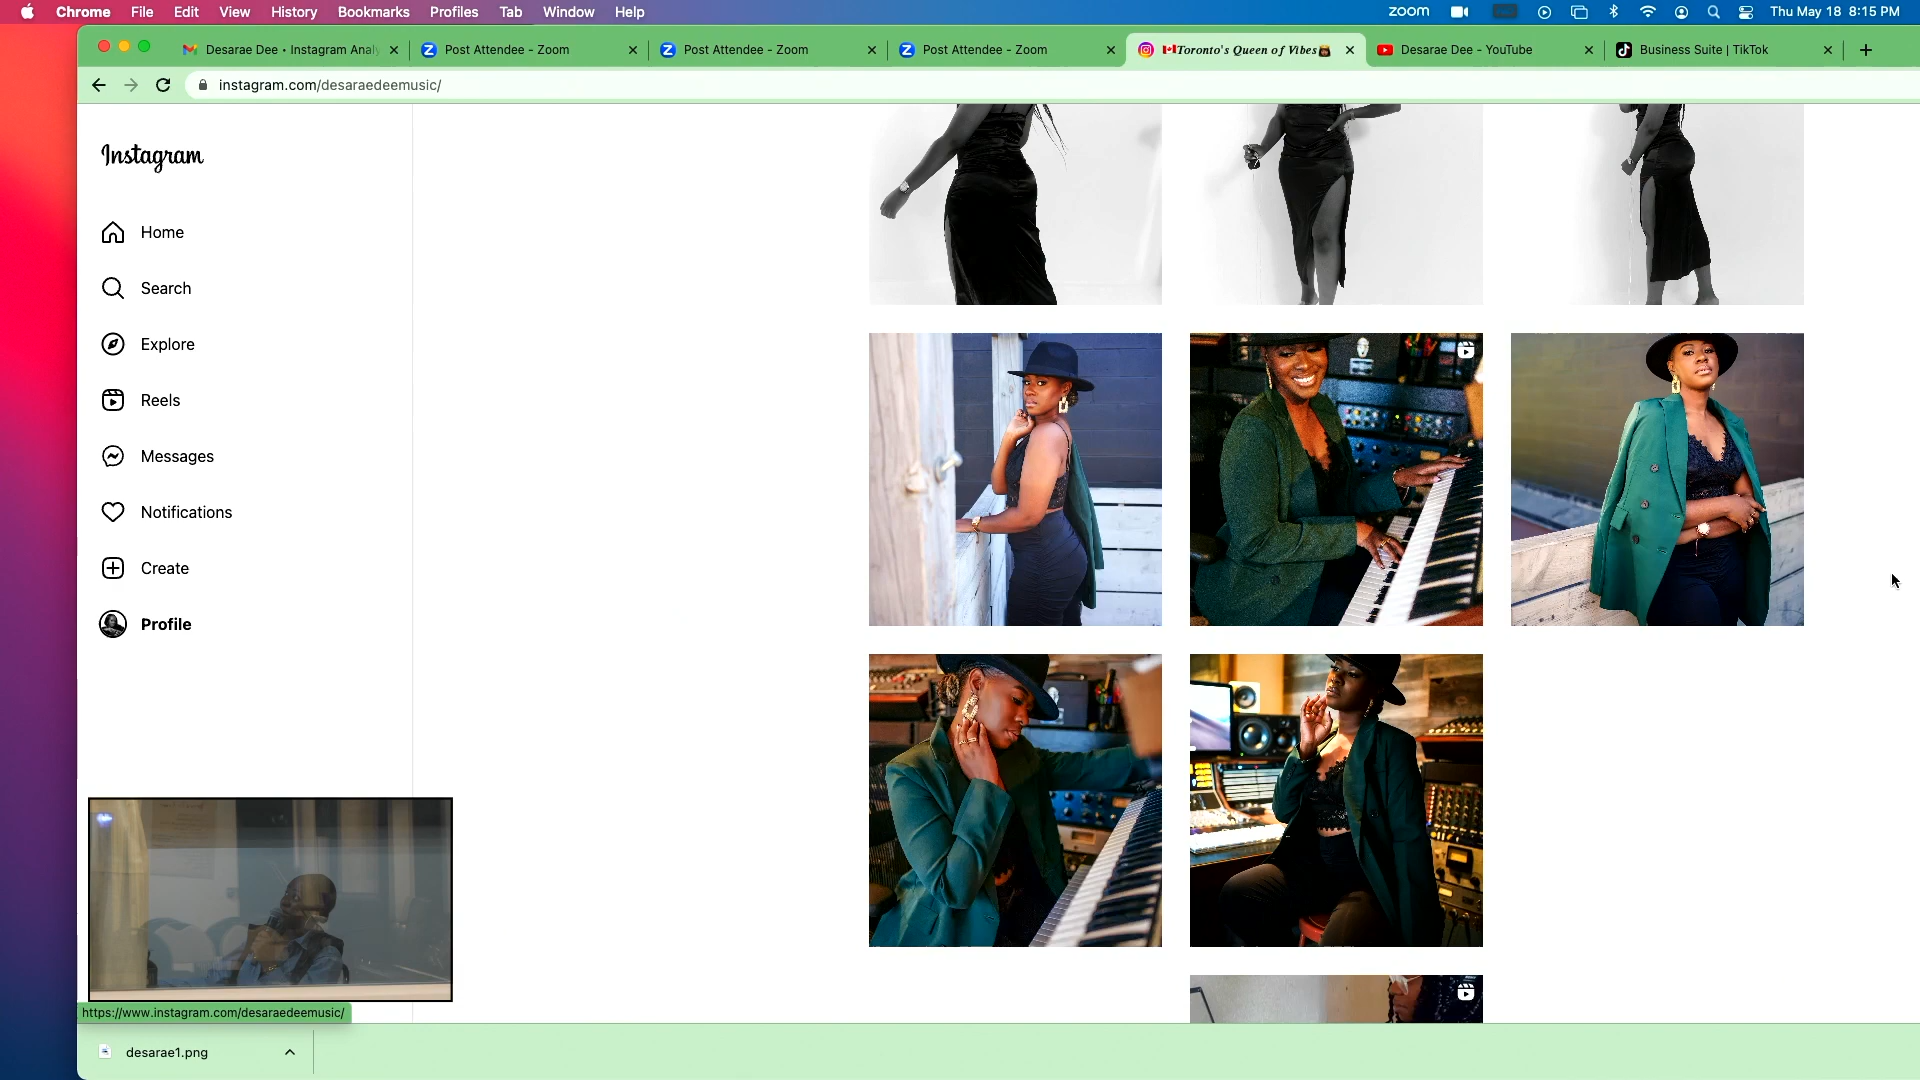 Chrome File Edit View History Bookmarks Profiles Tab Window Help zoom Thu May 18 8:15 PM
Desarae Dee • Instagram Anal Post Attendee - Zoom Post Attendee - Zoom Post Attendee - Zoom Toronto's Queen of Vibes Desarae Dee - YouTube Business Suite | TikTok
instagram.com/desaraedeemusic/
Instagram
Home
Search
Explore
Reels
Messages
Notifications
Create
Profile
https://www.instagram.com/desaraedeemusic/
desarae1.png